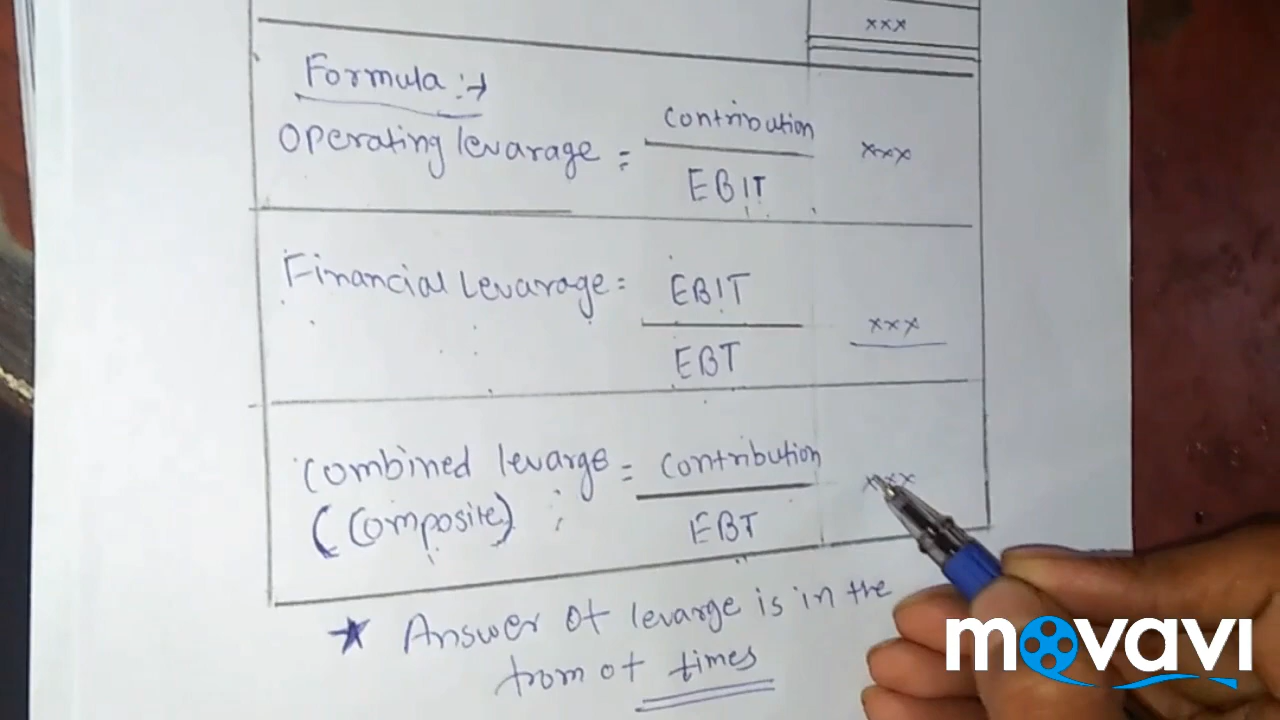 xxx
Formula :→
Operating levarage = Contribution xxx
EBIT
Financial Levarage = EBIT
xxx
EBT
Combined levarge = Contribution xxx
(Composite) EBT
* Answer of levarge is in the
from of times
movavi